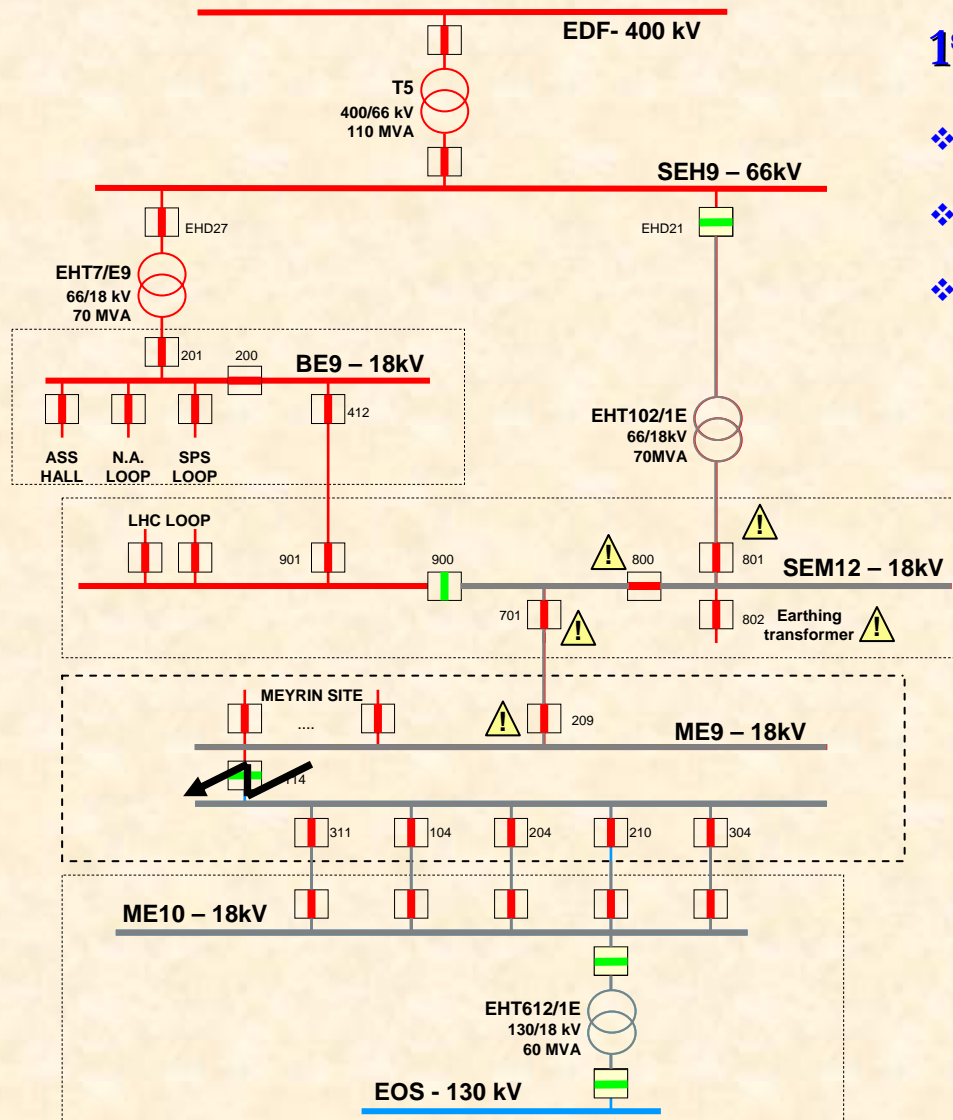 EDF- 400 kV
1
T5
400/66 kV
110 MVA
SEH9 – 66kV
EHD27
EHD21
EHT7/E9
66/18 kV
70 MVA
201
200
BE9 – 18kV
412
EHT102/1E
66/18kV
70MVA
ASS
HALL
N.A.
LOOP
SPS
LOOP
LHC LOOP
901
900
!
800
!
801
SEM12 – 18kV
701
!
802
Earthing
transformer
!
MEYRIN SITE
....
!
209
ME9 – 18kV
311
104
204
210
304
ME10 – 18kV
EHT612/1E
130/18 kV
60 MVA
EOS - 130 kV